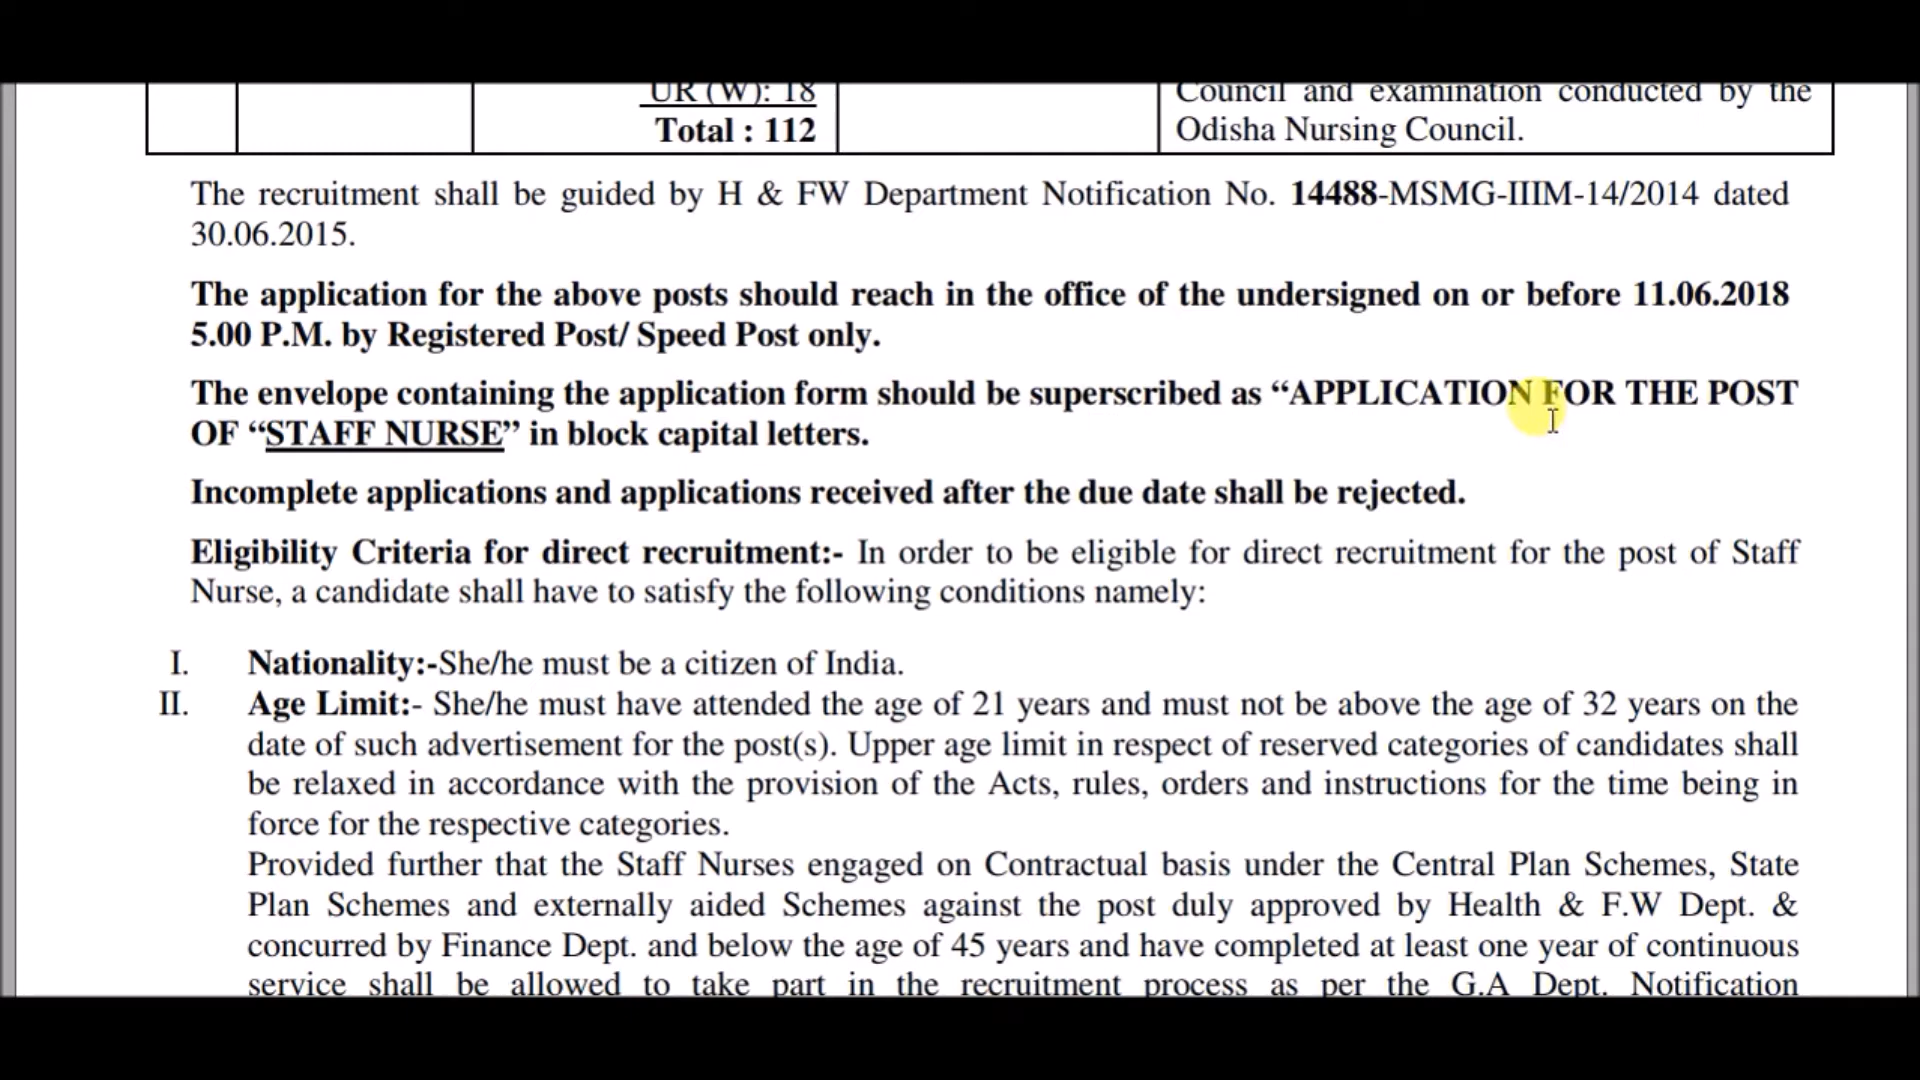 UR (W): 18
Total : 112
Council and examination conducted by the
Odisha Nursing Council.
The recruitment shall be guided by H & FW Department Notification No. 14488-MSMG-IIIM-14/2014 dated
30.06.2015.
The application for the above posts should reach in the office of the undersigned on or before 11.06.2018
5.00 P.M. by Registered Post/ Speed Post only.
The envelope containing the application form should be superscribed as “APPLICATION FOR THE POST
OF “STAFF NURSE” in block capital letters.
Incomplete applications and applications received after the due date shall be rejected.
Eligibility Criteria for direct recruitment:- In order to be eligible for direct recruitment for the post of Staff
Nurse, a candidate shall have to satisfy the following conditions namely:
I. Nationality:-She/he must be a citizen of India.
II. Age Limit:- She/he must have attended the age of 21 years and must not be above the age of 32 years on the
date of such advertisement for the post(s). Upper age limit in respect of reserved categories of candidates shall
be relaxed in accordance with the provision of the Acts, rules, orders and instructions for the time being in
force for the respective categories.
Provided further that the Staff Nurses engaged on Contractual basis under the Central Plan Schemes, State
Plan Schemes and externally aided Schemes against the post duly approved by Health & F.W Dept. &
concurred by Finance Dept. and below the age of 45 years and have completed at least one year of continuous
service shall be allowed to take part in the recruitment process as per the G.A Dept. Notification